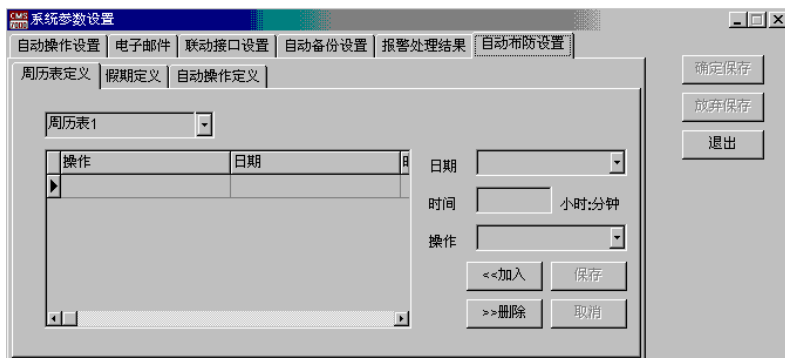 CMS 7000 系统参数设置
自动操作设置 电子邮件 联动接口设置 自动备份设置 报警处理结果 自动布防设置
周历表定义 假期定义 自动操作定义
确定保存
放弃保存
退出
周历表1
操作 日期
日期
时间 小时:分钟
操作
<<加入 保存
>>删除 取消